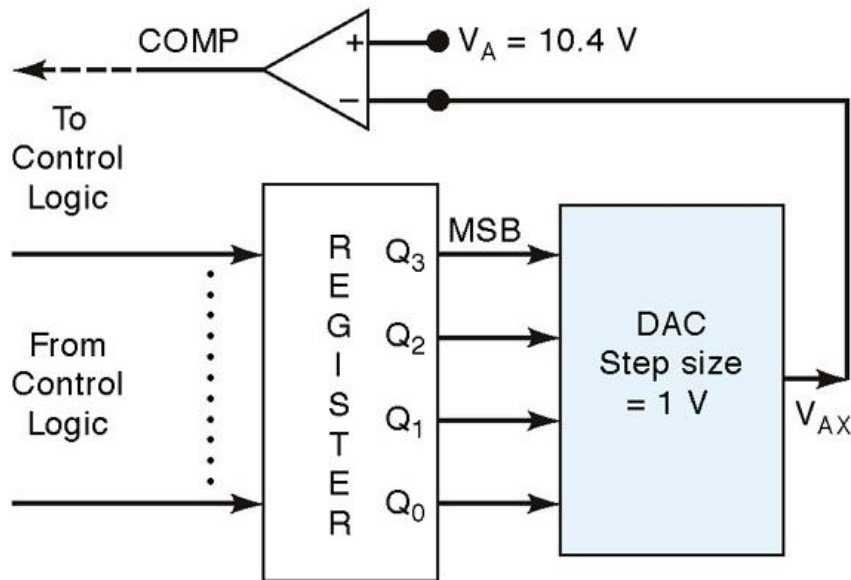 COMP
+
V_A = 10.4 V
−
To
Control
Logic
From
Control
Logic
R
E
G
I
S
T
E
R
Q₃
Q₂
Q₁
Q₀
MSB
DAC
Step size
= 1 V
V_AX